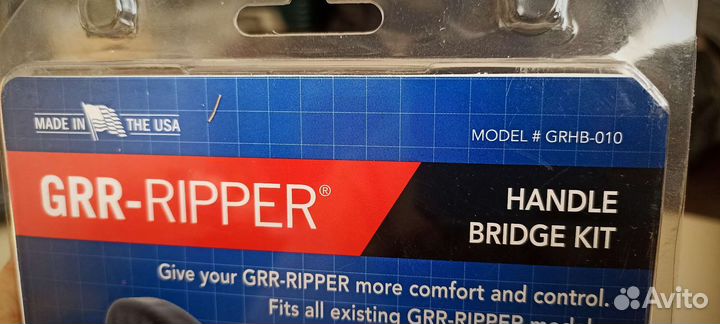 MADE IN THE USA
MODEL # GRHB-010
GRR-RIPPER®
HANDLE
BRIDGE KIT
Give your GRR-RIPPER more comfort and control.
Fits all existing GRR-RIPPER
Avito